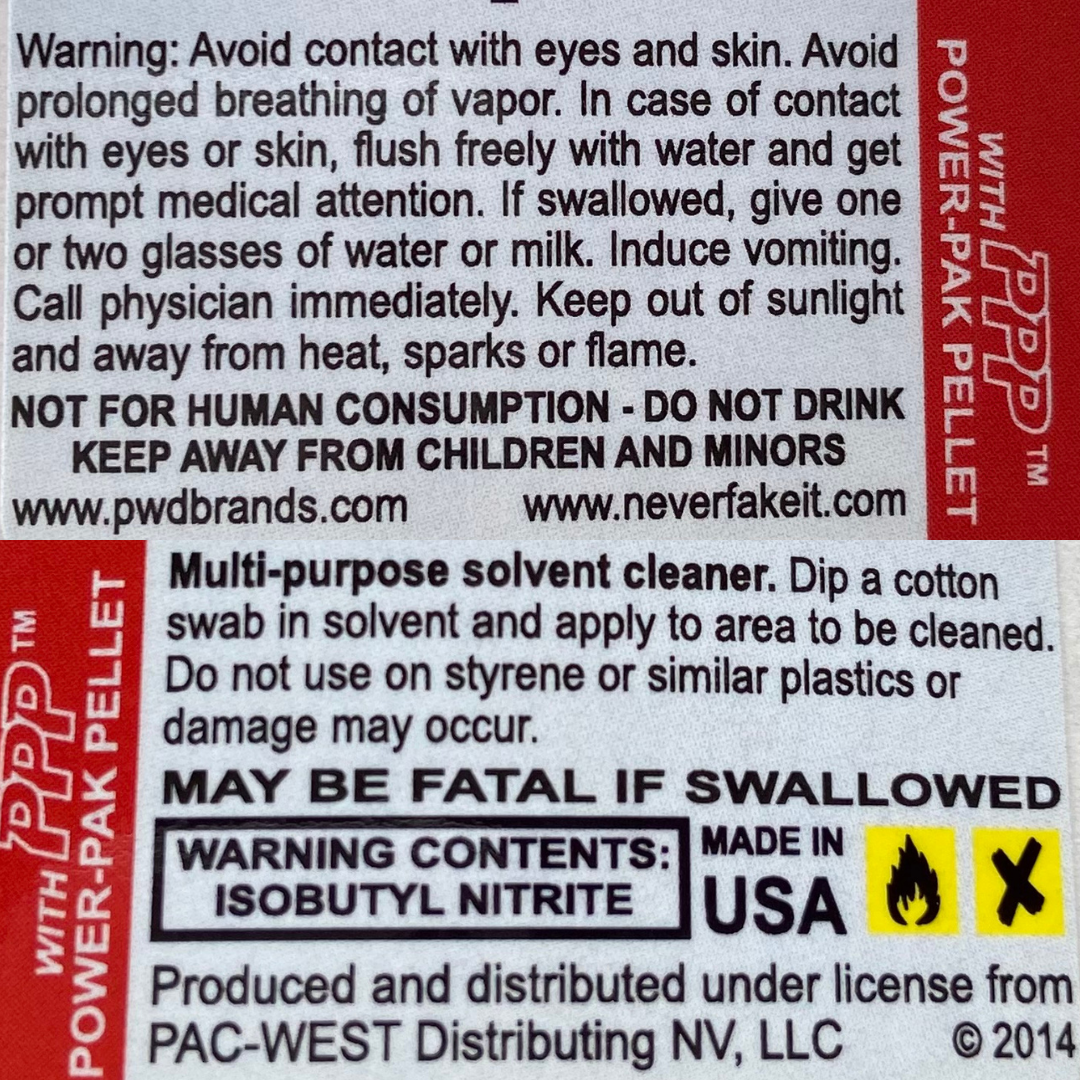 Warning: Avoid contact with eyes and skin. Avoid
prolonged breathing of vapor. In case of contact
with eyes or skin, flush freely with water and get
prompt medical attention. If swallowed, give one
or two glasses of water or milk. Induce vomiting.
Call physician immediately. Keep out of sunlight
and away from heat, sparks or flame.
NOT FOR HUMAN CONSUMPTION - DO NOT DRINK
KEEP AWAY FROM CHILDREN AND MINORS
www.pwdbrands.com www.neverfakeit.com
WITH PPP™
POWER-PAK PELLET
WITH PPP™
POWER-PAK PELLET
Multi-purpose solvent cleaner. Dip a cotton
swab in solvent and apply to area to be cleaned.
Do not use on styrene or similar plastics or
damage may occur.
MAY BE FATAL IF SWALLOWED
WARNING CONTENTS:
ISOBUTYL NITRITE
MADE IN
USA
Produced and distributed under license from
PAC-WEST Distributing NV, LLC © 2014